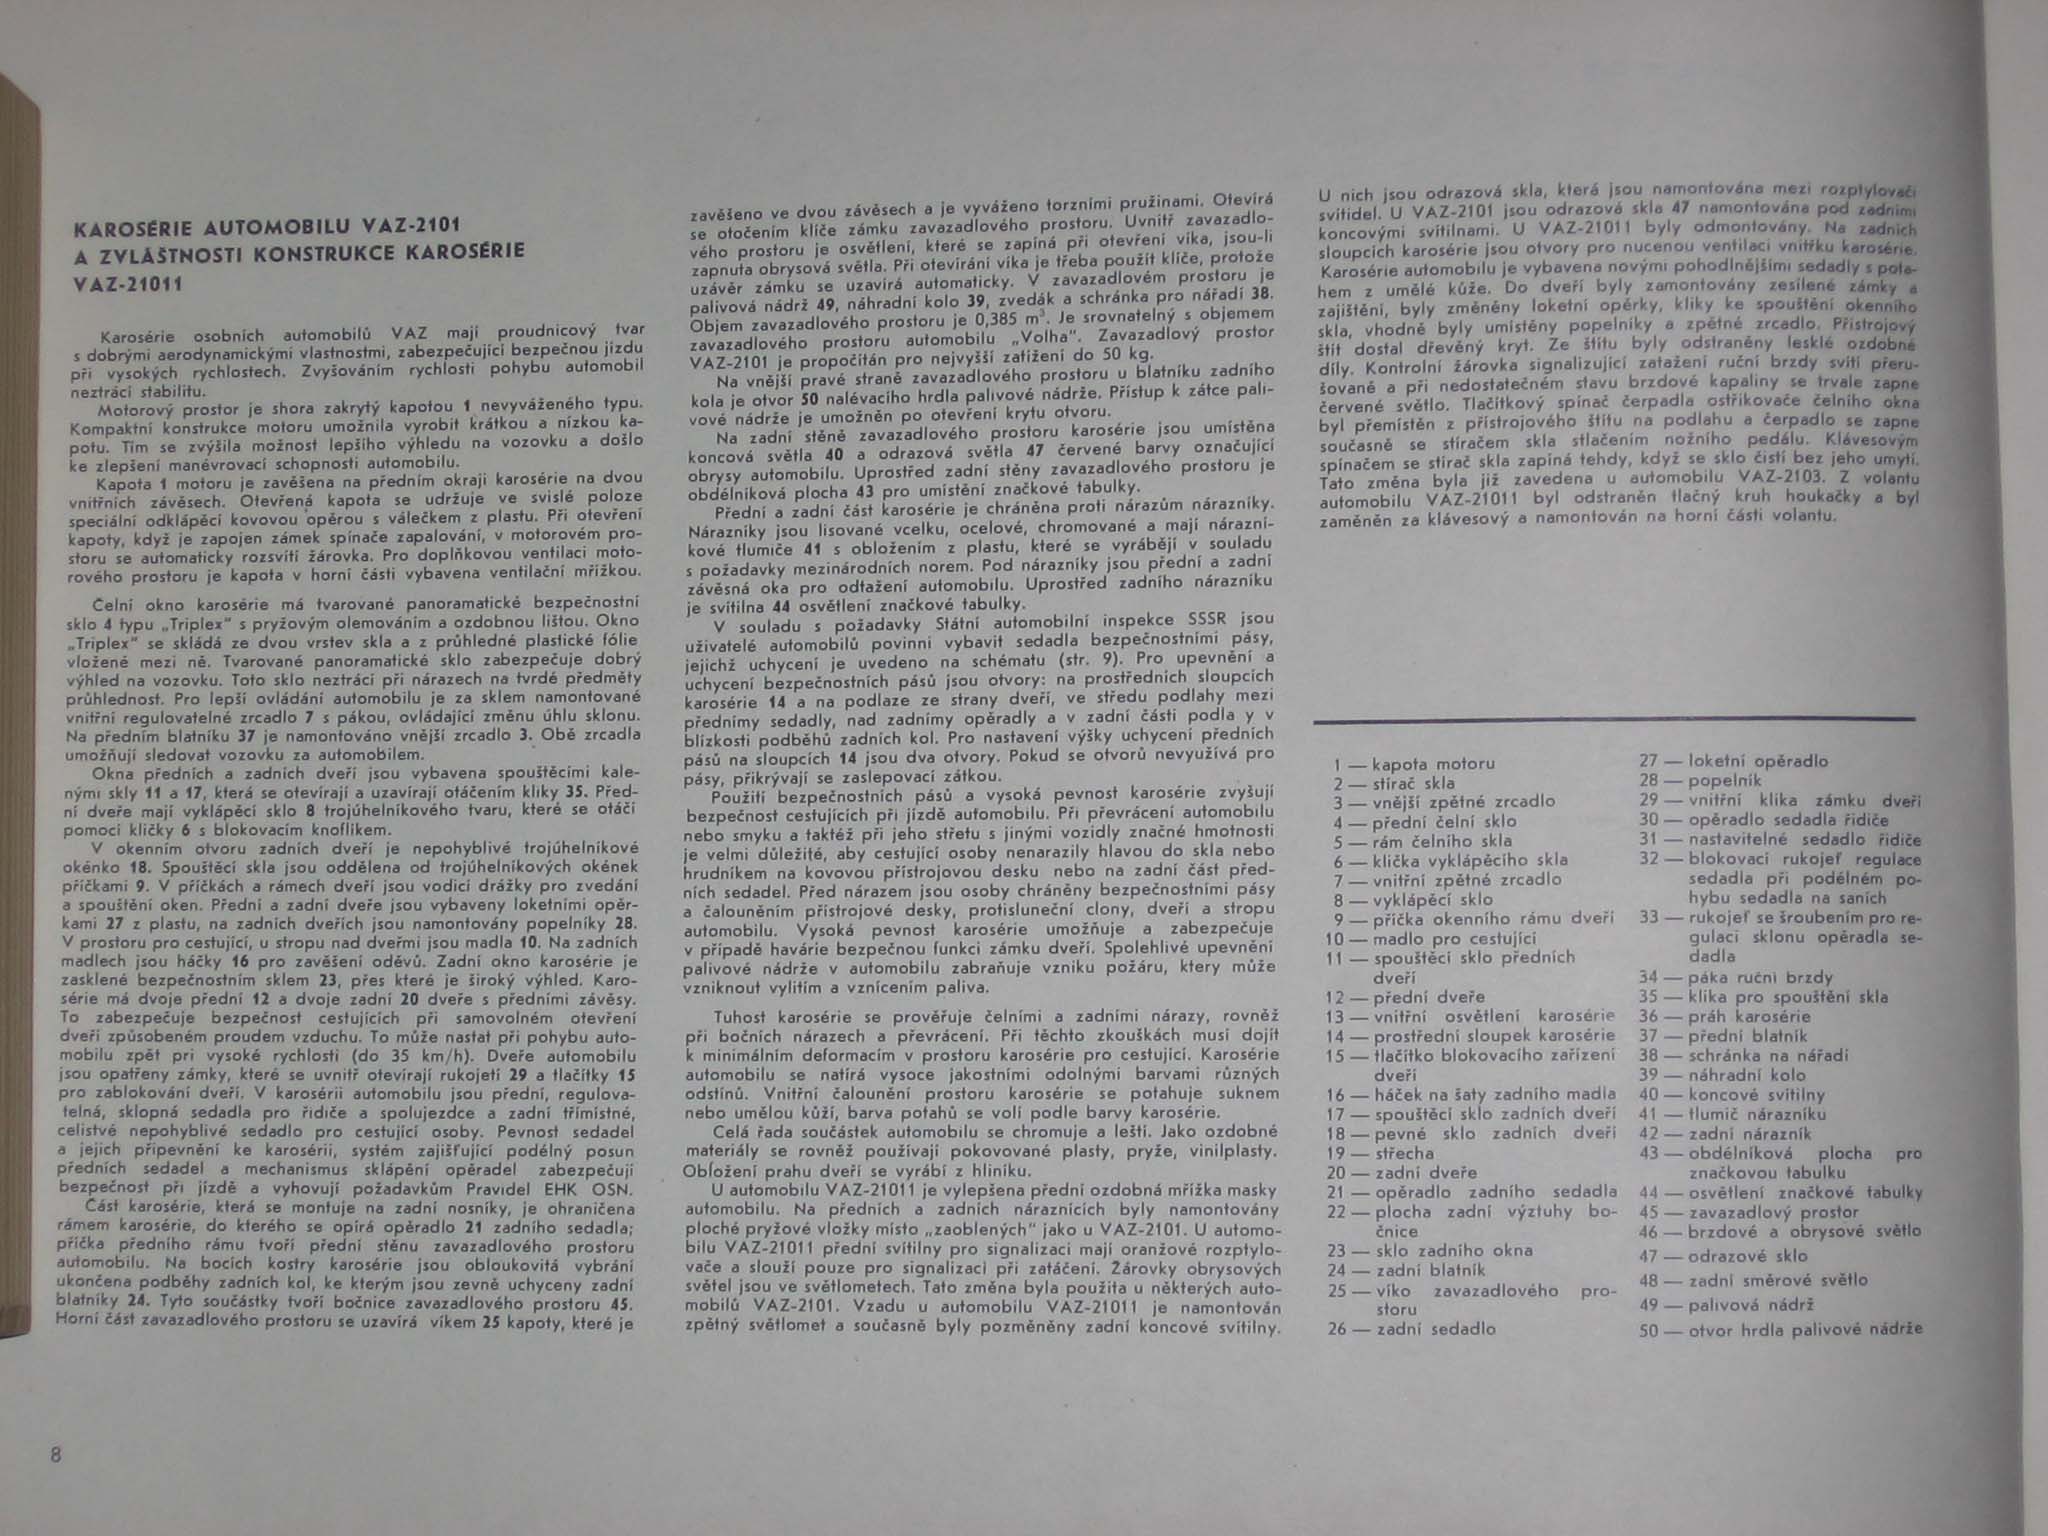 KAROSÉRIE AUTOMOBILU VAZ-2101
A ZVLÁŠTNOSTI KONSTRUKCE KAROSÉRIE
VAZ-21011
Karosérie osobních automobilů VAZ mají proudnicový tvar
s dobrými aerodynamickými vlastnostmi, zabezpečující bezpečnou jízdu
při vysokých rychlostech. Zvyšováním rychlosti pohybu automobil
neztrácí stabilitu.
Motorový prostor je shora zakrytý kapotou 1 nevyváženého typu.
Kompaktní konstrukce motoru umožnila vyrobit krátkou a nízkou ka-
potu. Tím se zvýšila možnost lepšího výhledu na vozovku a došlo
ke zlepšení manévrovací schopnosti automobilu.
Kapota 1 motoru je zavěšena na předním okraji karosérie na dvou
vnitřních závěsech. Otevřená kapota se udržuje ve svislé poloze
speciální odklápěcí kovovou opěrou s válečkem z plastu. Při otevření
kapoty, když je zapojen zámek spínače zapalování, v motorovém pro-
storu se automaticky rozsvítí žárovka. Pro doplňkovou ventilaci moto-
rového prostoru je kapota v horní části vybavena ventilační mřížkou.
Čelní okno karosérie má tvarované panoramatické bezpečnostní
sklo 4 typu „Triplex" s pryžovým olemováním a ozdobnou lištou. Okno
„Triplex" se skládá ze dvou vrstev skla a z průhledné plastické fólie
vložené mezi ně. Tvarované panoramatické sklo zabezpečuje dobrý
výhled na vozovku. Toto sklo neztrácí při nárazech na tvrdé předměty
průhlednost. Pro lepší ovládání automobilu je za sklem namontované
vnitřní regulovatelné zrcadlo 7 s pákou, ovládající změnu úhlu sklonu.
Na předním blatníku 37 je namontováno vnější zrcadlo 3. Obě zrcadla
umožňují sledovat vozovku za automobilem.
Okna předních a zadních dveří jsou vybavena spouštěcími kale-
nými skly 11 a 17, která se otevírají a uzavírají otáčením kliky 35. Před-
ní dveře mají vyklápěcí sklo 8 trojúhelníkového tvaru, které se otáčí
pomocí kličky 6 s blokovacím knoflíkem.
V okenním otvoru zadních dveří je nepohyblivé trojúhelníkové
okénko 18. Spouštěcí skla jsou oddělena od trojúhelníkových okének
příčkami 9. V příčkách a rámech dveří jsou vodicí drážky pro zvedání
a spouštění oken. Přední a zadní dveře jsou vybaveny loketními opěr-
kami 27 z plastu, na zadních dveřích jsou namontovány popelníky 28.
V prostoru pro cestující, u stropu nad dveřmi jsou madla 10. Na zadních
madlech jsou háčky 16 pro zavěšení oděvů. Zadní okno karosérie je
zasklené bezpečnostním sklem 23, přes které je široký výhled. Karo-
série má dvoje přední 12 a dvoje zadní 20 dveře s předními závěsy.
To zabezpečuje bezpečnost cestujících při samovolném otevření
dveří způsobeném proudem vzduchu. To může nastat při pohybu auto-
mobilu zpět pri vysoké rychlosti (do 35 km/h). Dveře automobilu
jsou opatřeny zámky, které se uvnitř otevírají rukojetí 29 a tlačítky 15
pro zablokování dveří. V karosérii automobilu jsou přední, regulova-
telná, sklopná sedadla pro řidiče a spolujezdce a zadní třímístné,
celistvé nepohyblivé sedadlo pro cestující osoby. Pevnost sedadel
a jejich připevnění ke karosérii, systém zajišťující podélný posun
předních sedadel a mechanismus sklápění opěradel zabezpečují
bezpečnost při jízdě a vyhovují požadavkům Pravidel EHK OSN.
Část karosérie, která se montuje na zadní nosníky, je ohraničena
rámem karosérie, do kterého se opírá opěradlo 21 zadního sedadla;
příčka předního rámu tvoří přední stěnu zavazadlového prostoru
automobilu. Na bocích kostry karosérie jsou obloukovitá vybrání
ukončena podběhy zadních kol, ke kterým jsou zevně uchyceny zadní
blatníky 24. Tyto součástky tvoří bočnice zavazadlového prostoru 45.
Horní část zavazadlového prostoru se uzavírá víkem 25 kapoty, které je
zavěšeno ve dvou závěsech a je vyváženo torzními pružinami. Otevírá
se otočením klíče zámku zavazadlového prostoru. Uvnitř zavazadlo-
vého prostoru je osvětlení, které se zapíná při otevření víka, jsou-li
zapnuta obrysová světla. Při otevírání víka je třeba použít klíče, protože
uzávěr zámku se uzavírá automaticky. V zavazadlovém prostoru je
palivová nádrž 49, náhradní kolo 39, zvedák a schránka pro nářadí 38.
Objem zavazadlového prostoru je 0,385 m³. Je srovnatelný s objemem
zavazadlového prostoru automobilu „Volha". Zavazadlový prostor
VAZ-2101 je propočítán pro nejvyšší zatížení do 50 kg.
Na vnější pravé straně zavazadlového prostoru u blatníku zadního
kola je otvor 50 nalévacího hrdla palivové nádrže. Přístup k zátce pali-
vové nádrže je umožněn po otevření krytu otvoru.
Na zadní stěně zavazadlového prostoru karosérie jsou umístěna
koncová světla 40 a odrazová světla 47 červené barvy označující
obrysy automobilu. Uprostřed zadní stěny zavazadlového prostoru je
obdélníková plocha 43 pro umístění značkové tabulky.
Přední a zadní část karosérie je chráněna proti nárazům nárazníky.
Nárazníky jsou lisované vcelku, ocelové, chromované a mají nárazní-
kové tlumiče 41 s obložením z plastu, které se vyrábějí v souladu
s požadavky mezinárodních norem. Pod nárazníky jsou přední a zadní
závěsná oka pro odtažení automobilu. Uprostřed zadního nárazníku
je svítilna 44 osvětlení značkové tabulky.
V souladu s požadavky Státní automobilní inspekce SSSR jsou
uživatelé automobilů povinni vybavit sedadla bezpečnostními pásy,
jejichž uchycení je uvedeno na schématu (str. 9). Pro upevnění a
uchycení bezpečnostních pásů jsou otvory: na prostředních sloupcích
karosérie 14 a na podlaze ze strany dveří, ve středu podlahy mezi
přednímy sedadly, nad zadnímy opěradly a v zadní části podla y v
blízkosti podběhů zadních kol. Pro nastavení výšky uchycení předních
pásů na sloupcích 14 jsou dva otvory. Pokud se otvorů nevyužívá pro
pásy, přikrývají se zaslepovací zátkou.
Použití bezpečnostních pásů a vysoká pevnost karosérie zvyšují
bezpečnost cestujících při jízdě automobilu. Při převrácení automobilu
nebo smyku a taktéž při jeho střetu s jinými vozidly značné hmotnosti
je velmi důležité, aby cestující osoby nenarazily hlavou do skla nebo
hrudníkem na kovovou přístrojovou desku nebo na zadní část před-
ních sedadel. Před nárazem jsou osoby chráněny bezpečnostními pásy
a čalouněním přístrojové desky, protisluneční clony, dveří a stropu
automobilu. Vysoká pevnost karosérie umožňuje a zabezpečuje
v případě havárie bezpečnou funkci zámku dveří. Spolehlivé upevnění
palivové nádrže v automobilu zabraňuje vzniku požáru, ktery může
vzniknout vylitím a vznícením paliva.
Tuhost karosérie se prověřuje čelními a zadními nárazy, rovněž
při bočních nárazech a převrácení. Při těchto zkouškách musí dojít
k minimálním deformacím v prostoru karosérie pro cestující. Karosérie
automobilu se natírá vysoce jakostními odolnými barvami různých
odstínů. Vnitřní čalounění prostoru karosérie se potahuje suknem
nebo umělou kůží, barva potahů se volí podle barvy karosérie.
Celá řada součástek automobilu se chromuje a leští. Jako ozdobné
materiály se rovněž používají pokovované plasty, pryže, vinilplasty.
Obložení prahu dveří se vyrábí z hliníku.
U automobilu VAZ-21011 je vylepšena přední ozdobná mřížka masky
automobilu. Na předních a zadních náraznících byly namontovány
ploché pryžové vložky místo „zaoblených" jako u VAZ-2101. U automo-
bilu VAZ-21011 přední svítilny pro signalizaci mají oranžové rozptylo-
vače a slouží pouze pro signalizaci při zatáčení. Žárovky obrysových
světel jsou ve světlometech. Tato změna byla použita u některých auto-
mobilů VAZ-2101. Vzadu u automobilu VAZ-21011 je namontován
zpětný světlomet a současně byly pozměněny zadní koncové svítilny.
U nich jsou odrazová skla, která jsou namontována mezi rozptylovači
svítidel. U VAZ-2101 jsou odrazová skla 47 namontována pod zadními
koncovými svítilnami. U VAZ-21011 byly odmontovány. Na zadních
sloupcích karosérie jsou otvory pro nucenou ventilaci vnitřku karosérie.
Karosérie automobilu je vybavena novými pohodlnějšími sedadly s pota-
hem z umělé kůže. Do dveří byly zamontovány zesílené zámky a
zajištění, byly změněny loketní opěrky, kliky ke spouštění okenního
skla, vhodně byly umístěny popelníky a zpětné zrcadlo. Přístrojový
štít dostal dřevěný kryt. Ze štítu byly odstraněny lesklé ozdobné
díly. Kontrolní žárovka signalizující zatažení ruční brzdy svítí přeru-
šovaně a při nedostatečném stavu brzdové kapaliny se trvale zapne
červené světlo. Tlačítkový spínač čerpadla ostřikovače čelního okna
byl přemístěn z přístrojového štítu na podlahu a čerpadlo se zapne
současně se stíračem skla stlačením nožního pedálu. Klávesovým
spínačem se stírač skla zapíná tehdy, když se sklo čistí bez jeho umytí.
Tato změna byla již zavedena u automobilu VAZ-2103. Z volantu
automobilu VAZ-21011 byl odstraněn tlačný kruh houkačky a byl
zaměněn za klávesový a namontován na horní části volantu.
1 — kapota motoru
2 — stírač skla
3 — vnější zpětné zrcadlo
4 — přední čelní sklo
5 — rám čelního skla
6 — klička vyklápěcího skla
7 — vnitřní zpětné zrcadlo
8 — vyklápěcí sklo
9 — příčka okenního rámu dveří
10 — madlo pro cestující
11 — spouštěcí sklo předních
dveří
12 — přední dveře
13 — vnitřní osvětlení karosérie
14 — prostřední sloupek karosérie
15 — tlačítko blokovacího zařízení
dveří
16 — háček na šaty zadního madla
17 — spouštěcí sklo zadních dveří
18 — pevné sklo zadních dveří
19 — střecha
20 — zadní dveře
21 — opěradlo zadního sedadla
22 — plocha zadní výztuhy bo-
čnice
23 — sklo zadního okna
24 — zadní blatník
25 — víko zavazadlového pro-
storu
26 — zadní sedadlo
27 — loketní opěradlo
28 — popelník
29 — vnitřní klika zámku dveří
30 — opěradlo sedadla řidiče
31 — nastavitelné sedadlo řidiče
32 — blokovací rukojeť regulace
sedadla při podélném po-
hybu sedadla na saních
33 — rukojeť se šroubením pro re-
gulaci sklonu opěradla se-
dadla
34 — páka ruční brzdy
35 — klika pro spouštění skla
36 — práh karosérie
37 — přední blatník
38 — schránka na nářadí
39 — náhradní kolo
40 — koncové svítilny
41 — tlumič nárazníku
42 — zadní nárazník
43 — obdélníková plocha pro
značkovou tabulku
44 — osvětlení značkové tabulky
45 — zavazadlový prostor
46 — brzdové a obrysové světlo
47 — odrazové sklo
48 — zadní směrové světlo
49 — palivová nádrž
50 — otvor hrdla palivové nádrže
8